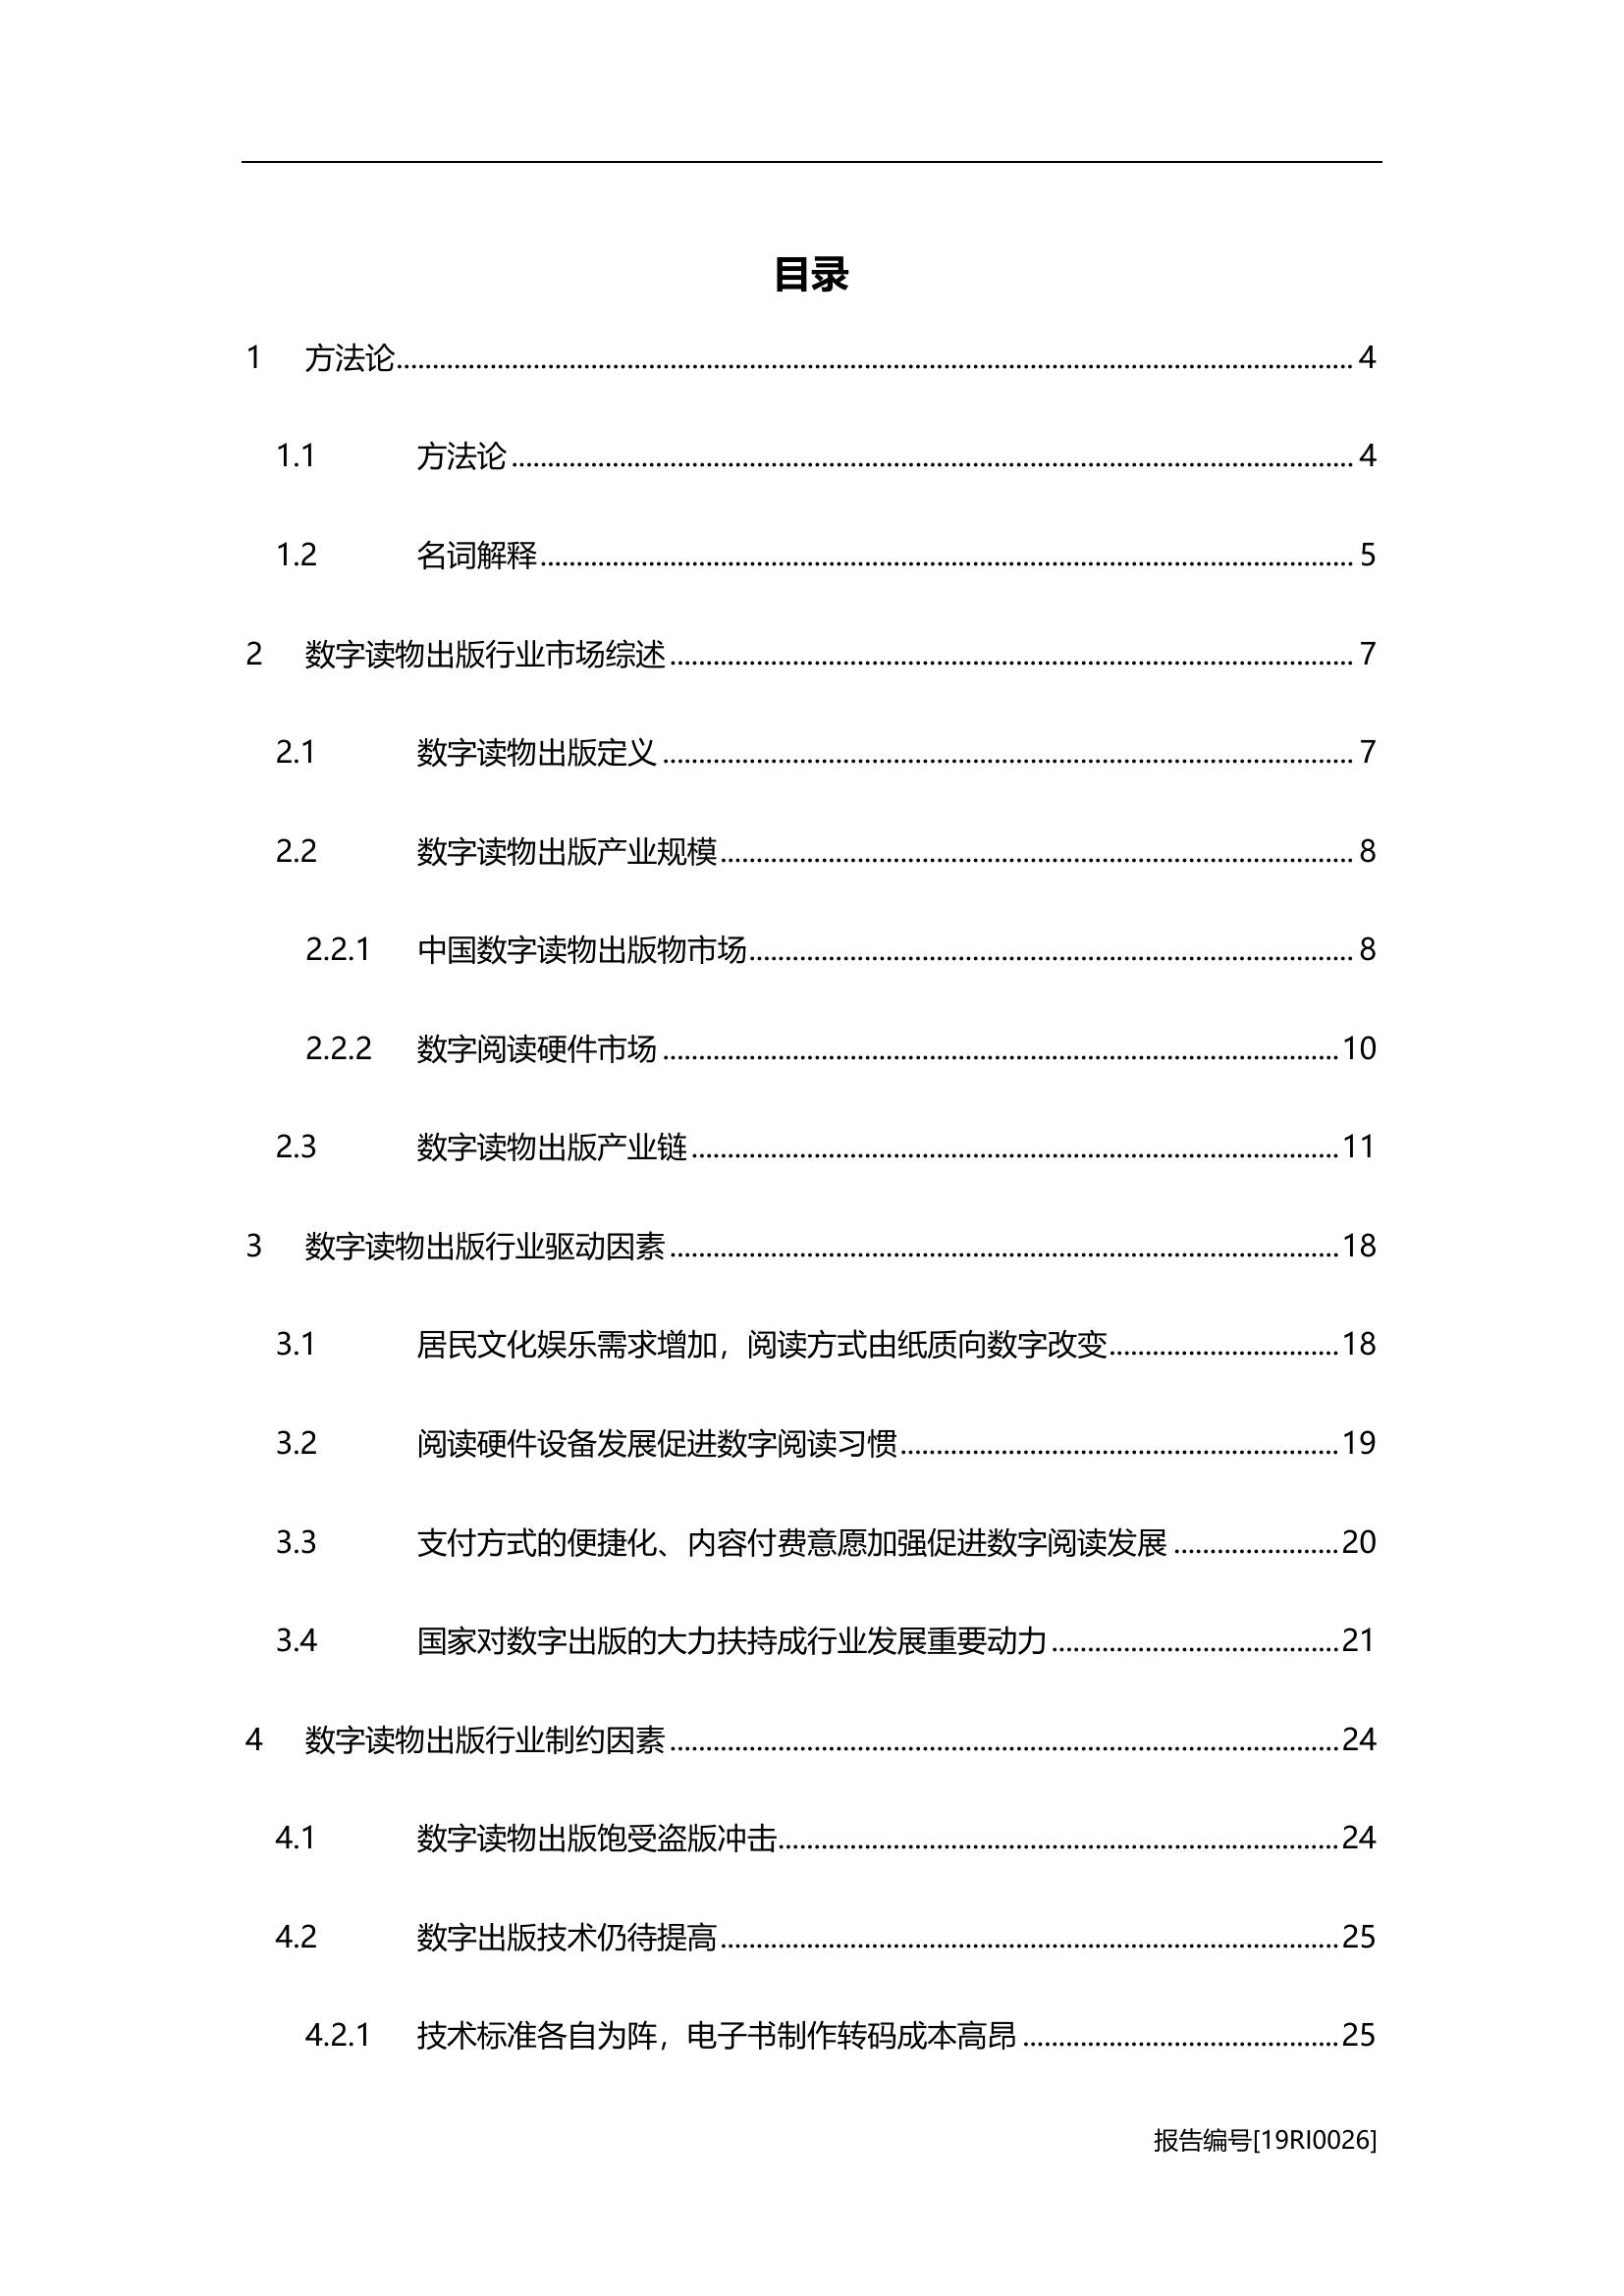 目录
1 方法论 4
1.1 方法论 4
1.2 名词解释 5
2 数字读物出版行业市场综述 7
2.1 数字读物出版定义 7
2.2 数字读物出版产业规模 8
2.2.1 中国数字读物出版物市场 8
2.2.2 数字阅读硬件市场 10
2.3 数字读物出版产业链 11
3 数字读物出版行业驱动因素 18
3.1 居民文化娱乐需求增加，阅读方式由纸质向数字改变 18
3.2 阅读硬件设备发展促进数字阅读习惯 19
3.3 支付方式的便捷化、内容付费意愿加强促进数字阅读发展 20
3.4 国家对数字出版的大力扶持成行业发展重要动力 21
4 数字读物出版行业制约因素 24
4.1 数字读物出版饱受盗版冲击 24
4.2 数字出版技术仍待提高 25
4.2.1 技术标准各自为阵，电子书制作转码成本高昂 25
报告编号[19RI0026]